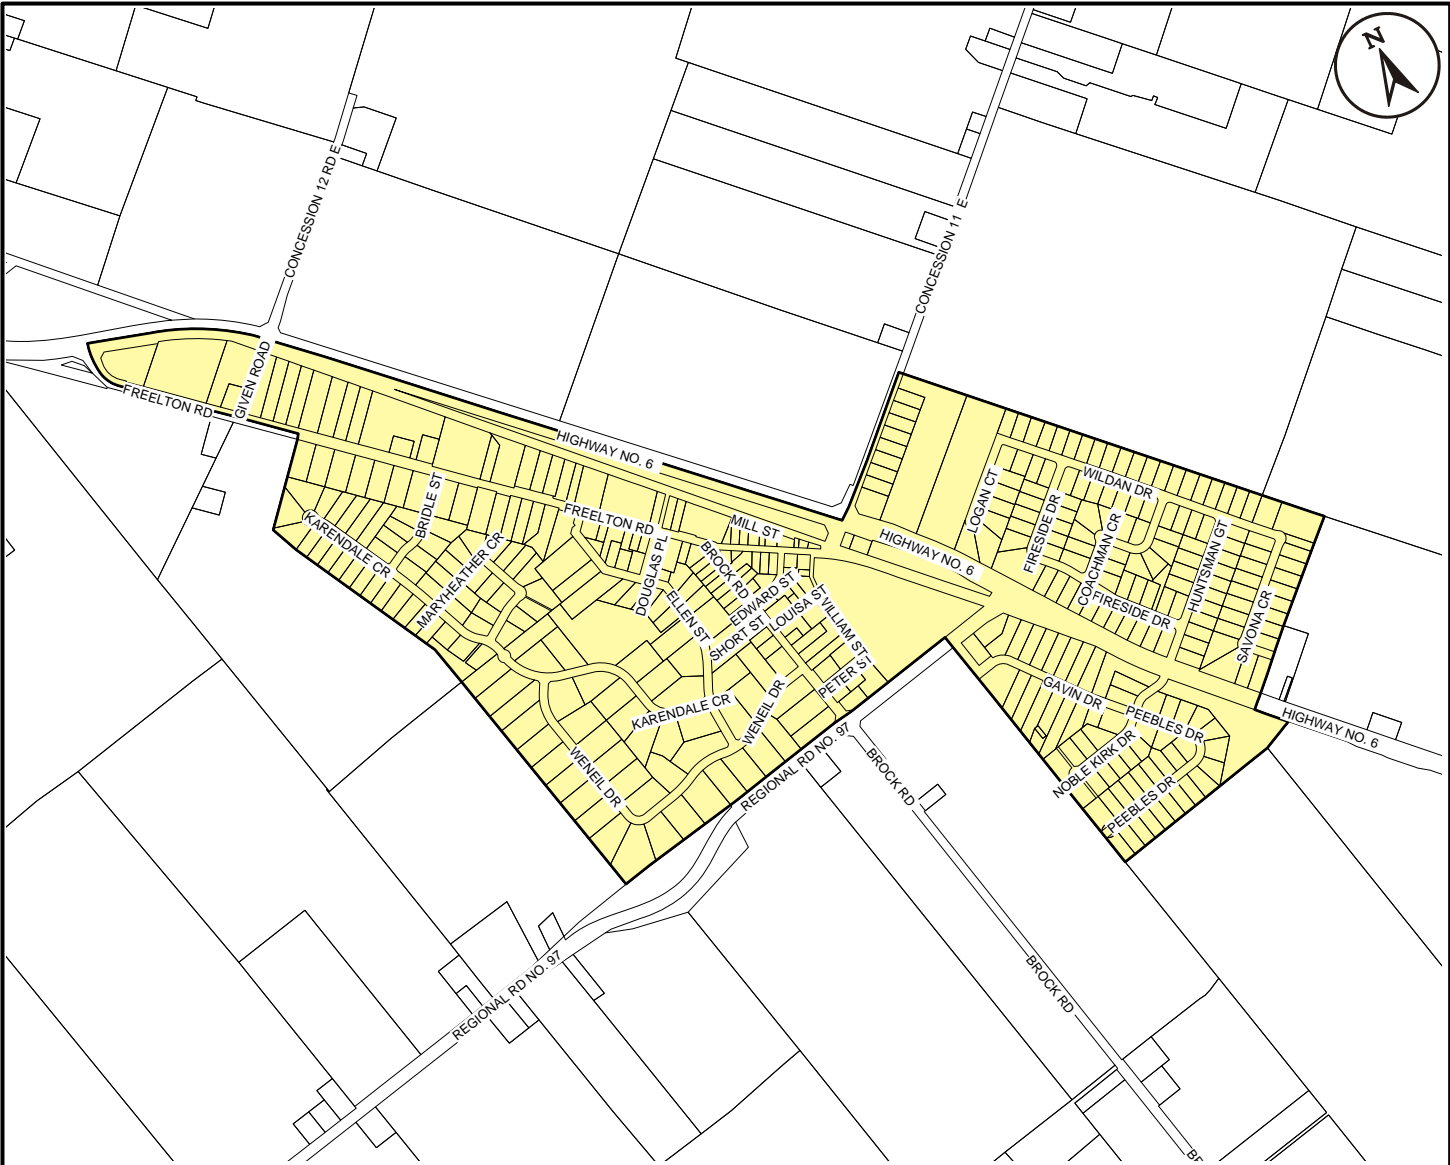 N
CONCESSION 12 RD E
CONCESSION 11 E
FREELTON RD
GIVEN ROAD
HIGHWAY NO. 6
BRIDLE ST
KARENDALE CR
MARYHEATHER CR
FREELTON RD
DOUGLAS PL
MILL ST
BROCK RD
EDWARD ST
LOUISA ST
SHORT ST
ELLEN ST
WILLIAM ST
PETER ST
KARENDALE CR
WENEIL DR
WENEIL DR
HIGHWAY NO. 6
LOGAN CT
WILDAN DR
FIRESIDE DR
COACHMAN CR
HUNTSMAN GT
FIRESIDE DR
SAVONA CR
GAVIN DR
PEEBLES DR
NOBLE KIRK DR
PEEBLES DR
HIGHWAY NO. 6
REGIONAL RD NO. 97
BROCK RD
REGIONAL RD NO. 97
BROCK RD